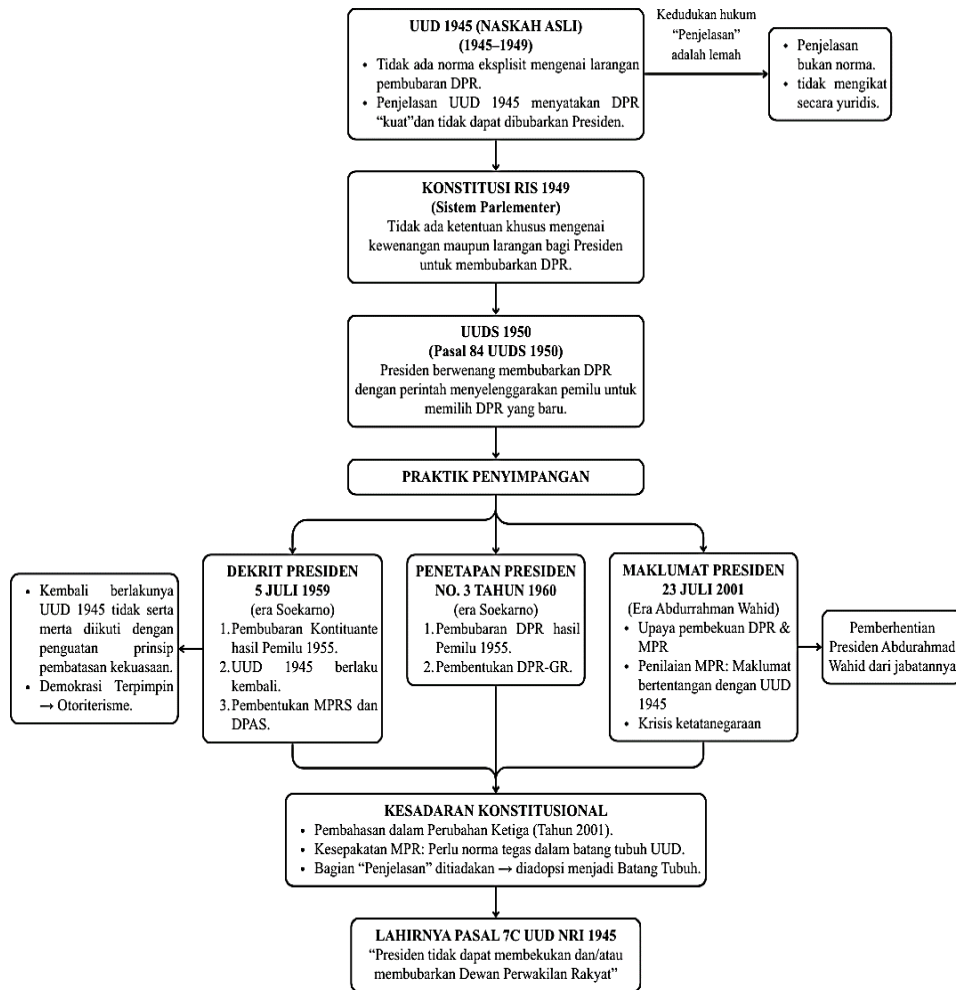 UUD 1945 (NASKAH ASLI)
(1945–1949)
• Tidak ada norma eksplisit mengenai larangan
pembubaran DPR.
• Penjelasan UUD 1945 menyatakan DPR
“kuat”dan tidak dapat dibubarkan Presiden.
Kedudukan hukum
“Penjelasan”
adalah lemah
• Penjelasan
bukan norma.
• tidak mengikat
secara yuridis.
KONSTITUSI RIS 1949
(Sistem Parlementer)
Tidak ada ketentuan khusus mengenai
kewenangan maupun larangan bagi Presiden
untuk membubarkan DPR.
UUDS 1950
(Pasal 84 UUDS 1950)
Presiden berwenang membubarkan DPR
dengan perintah menyelenggarakan pemilu untuk
memilih DPR yang baru.
PRAKTIK PENYIMPANGAN
• Kembali berlakunya
UUD 1945 tidak serta
merta diikuti dengan
penguatan prinsip
pembatasan kekuasaan.
• Demokrasi Terpimpin
→ Otoriterisme.
DEKRIT PRESIDEN
5 JULI 1959
(era Soekarno)
1.Pembubaran Kontituante
hasil Pemilu 1955.
2.UUD 1945 berlaku
kembali.
3.Pembentukan MPRS dan
DPAS.
PENETAPAN PRESIDEN
NO. 3 TAHUN 1960
(era Soekarno)
1.Pembubaran DPR hasil
Pemilu 1955.
2.Pembentukan DPR-GR.
MAKLUMAT PRESIDEN
23 JULI 2001
(Era Abdurrahman Wahid)
• Upaya pembekuan DPR &
MPR
• Penilaian MPR: Maklumat
bertentangan dengan UUD
1945
• Krisis ketatanegaraan
Pemberhentian
Presiden Abdurahmad
Wahid dari jabatannya
KESADARAN KONSTITUSIONAL
• Pembahasan dalam Perubahan Ketiga (Tahun 2001).
• Kesepakatan MPR: Perlu norma tegas dalam batang tubuh UUD.
• Bagian “Penjelasan” ditiadakan → diadopsi menjadi Batang Tubuh.
LAHIRNYA PASAL 7C UUD NRI 1945
“Presiden tidak dapat membekukan dan/atau
membubarkan Dewan Perwakilan Rakyat”